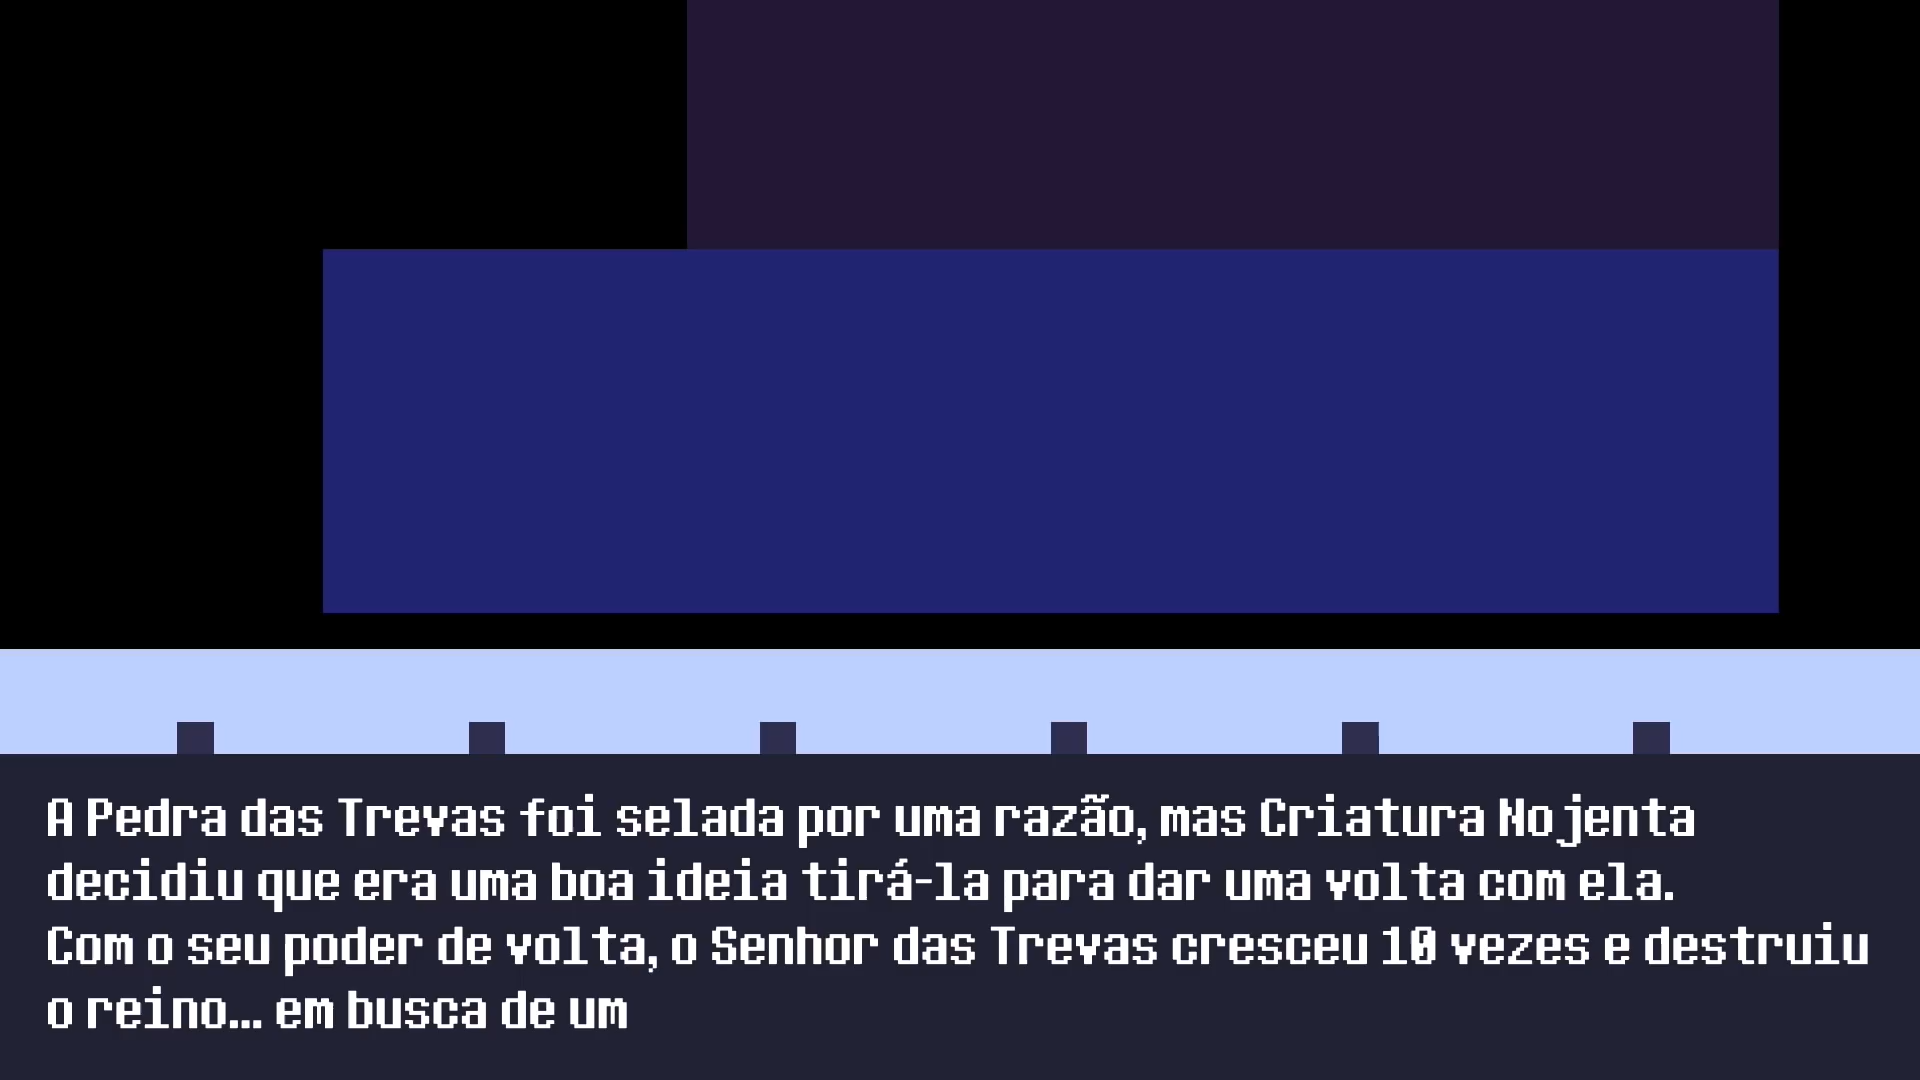 A Pedra das Trevas foi selada por uma razão, mas Criatura Nojenta
decidiu que era uma boa ideia tirá-la para dar uma volta com ela.
Com o seu poder de volta, o Senhor das Trevas cresceu 10 vezes e destruiu
o reino... em busca de um